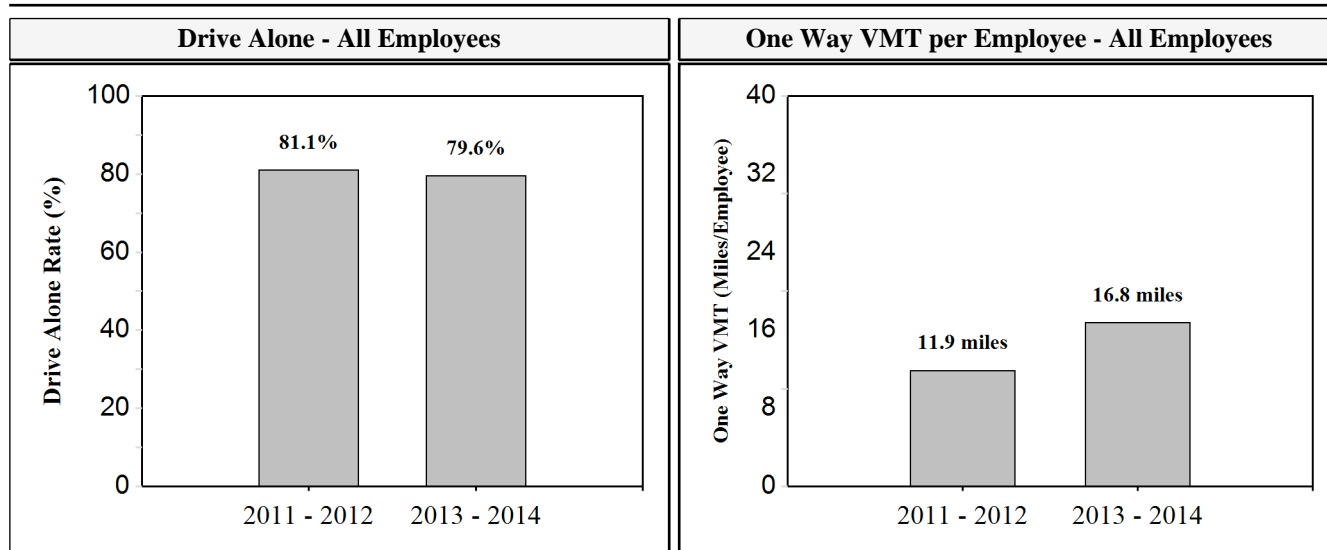 Drive Alone - All Employees
Drive Alone Rate (%)
100
80
60
40
20
0
81.1%
79.6%
2011 - 2012
2013 - 2014
One Way VMT per Employee - All Employees
One Way VMT (Miles/Employee)
40
32
24
16
8
0
11.9 miles
16.8 miles
2011 - 2012
2013 - 2014